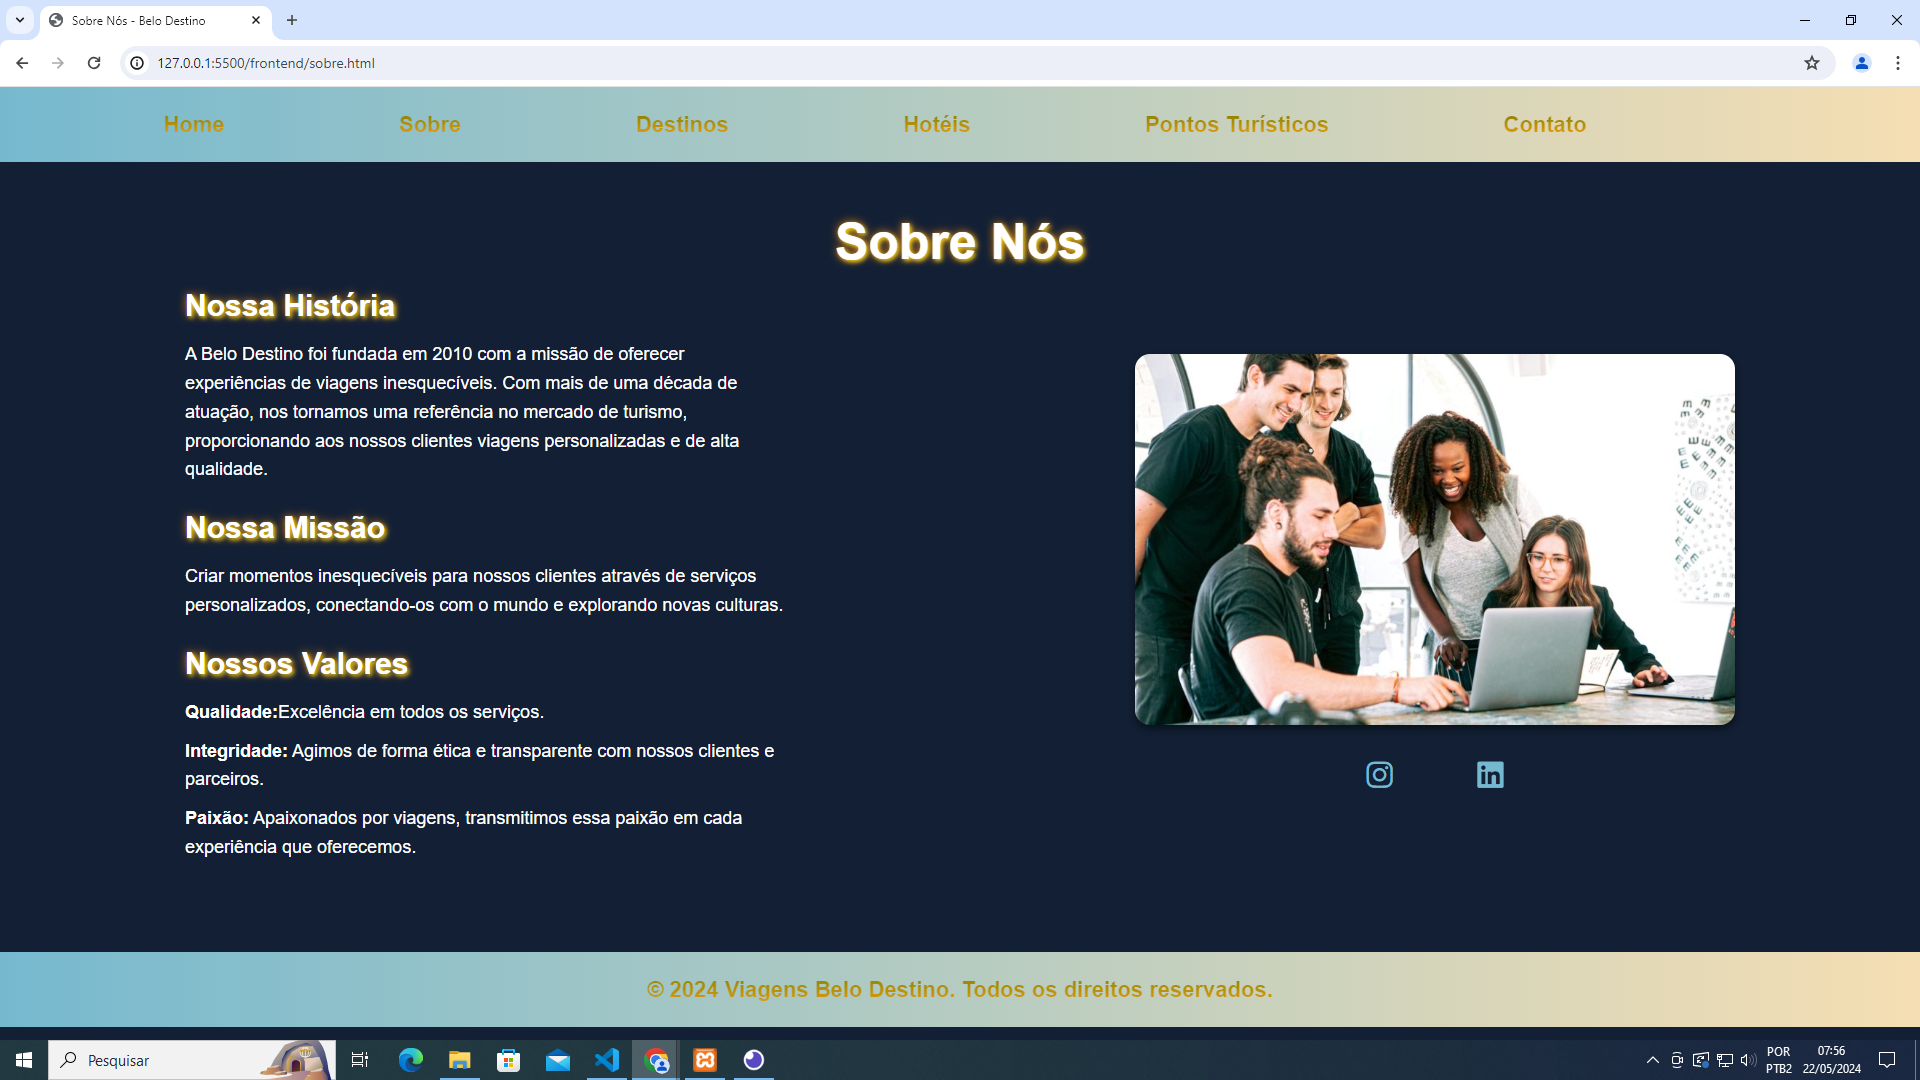 Sobre Nós - Belo Destino
127.0.0.1:5500/frontend/sobre.html
Home Sobre Destinos Hotéis Pontos Turísticos Contato
Sobre Nós
Nossa História
A Belo Destino foi fundada em 2010 com a missão de oferecer
experiências de viagens inesquecíveis. Com mais de uma década de
atuação, nos tornamos uma referência no mercado de turismo,
proporcionando aos nossos clientes viagens personalizadas e de alta
qualidade.
Nossa Missão
Criar momentos inesquecíveis para nossos clientes através de serviços
personalizados, conectando-os com o mundo e explorando novas culturas.
Nossos Valores
Qualidade:Excelência em todos os serviços.
Integridade: Agimos de forma ética e transparente com nossos clientes e
parceiros.
Paixão: Apaixonados por viagens, transmitimos essa paixão em cada
experiência que oferecemos.
© 2024 Viagens Belo Destino. Todos os direitos reservados.
Pesquisar
POR
PTB2
07:56
22/05/2024